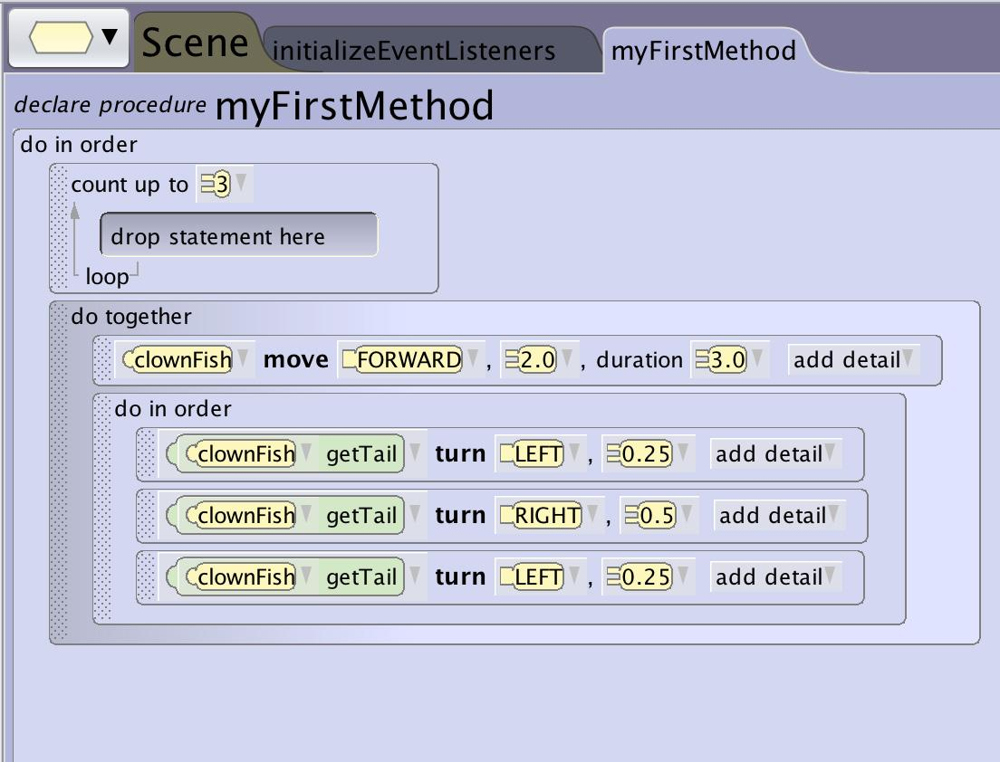 Scene initializeEventListeners myFirstMethod
declare procedure myFirstMethod
do in order
count up to 3
drop statement here
loop
do together
clownFish move FORWARD , 2.0 , duration 3.0 add detail
do in order
clownFish getTail turn LEFT , 0.25 add detail
clownFish getTail turn RIGHT , 0.5 add detail
clownFish getTail turn LEFT , 0.25 add detail